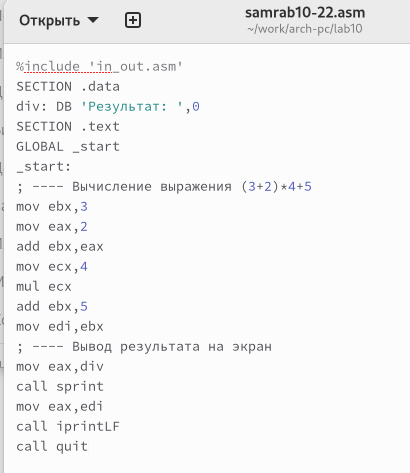 Открыть
samrab10-22.asm
~/work/arch-pc/lab10
%include 'in_out.asm'
SECTION .data
div: DB 'Результат: ',0
SECTION .text
GLOBAL _start
_start:
; ---- Вычисление выражения (3+2)*4+5
mov ebx,3
mov eax,2
add ebx,eax
mov ecx,4
mul ecx
add ebx,5
mov edi,ebx
; ---- Вывод результата на экран
mov eax,div
call sprint
mov eax,edi
call iprintLF
call quit